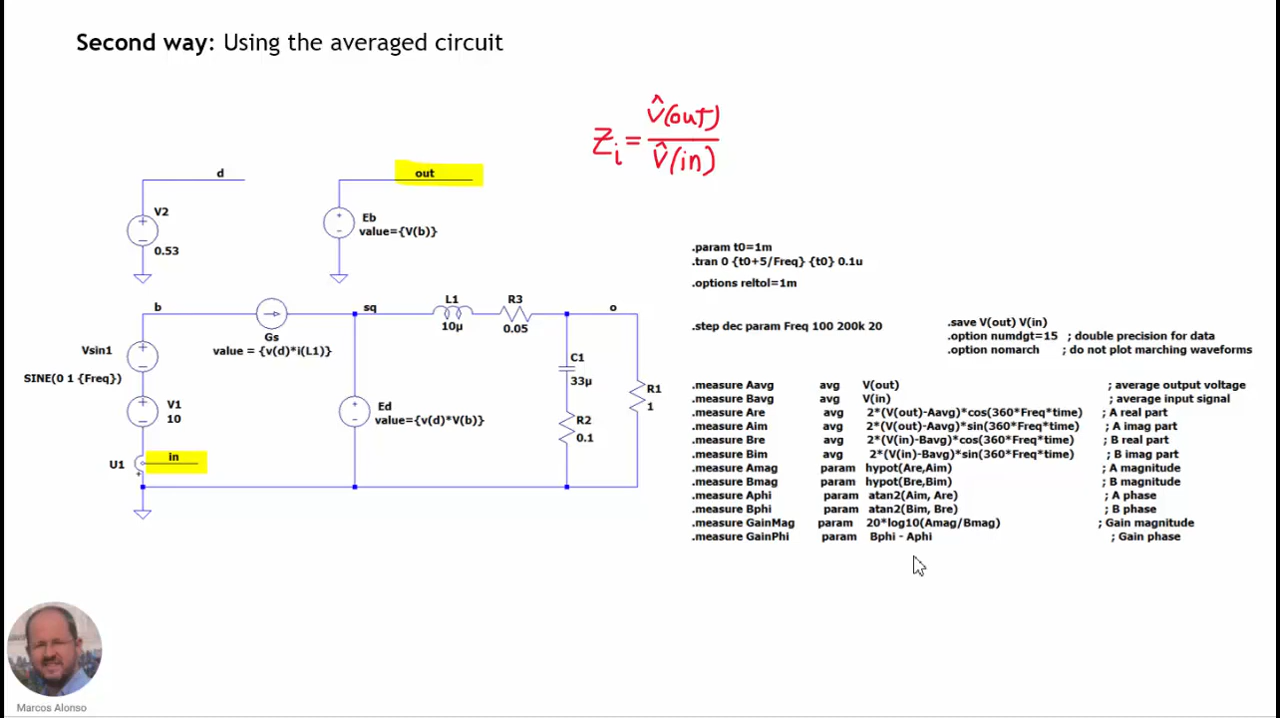 Second way: Using the averaged circuit
Zi = v̂(out) / v̂(in)
d
out
V2
0.53
Eb
value={V(b)}
b
Gs
value = {v(d)*i(L1)}
sq
L1
10µ
R3
0.05
o
Vsin1
SINE(0 1 {Freq})
V1
10
U1
in
Ed
value={v(d)*V(b)}
C1
33µ
R2
0.1
R1
1
.param t0=1m
.tran 0 {t0+5/Freq} {t0} 0.1u
.options reltol=1m
.step dec param Freq 100 200k 20
.save V(out) V(in)
.option numdgt=15 ; double precision for data
.option nomarch ; do not plot marching waveforms
.measure Aavg avg V(out) ; average output voltage
.measure Bavg avg V(in) ; average input signal
.measure Are avg 2*(V(out)-Aavg)*cos(360*Freq*time) ; A real part
.measure Aim avg 2*(V(out)-Aavg)*sin(360*Freq*time) ; A imag part
.measure Bre avg 2*(V(in)-Bavg)*cos(360*Freq*time) ; B real part
.measure Bim avg 2*(V(in)-Bavg)*sin(360*Freq*time) ; B imag part
.measure Amag param hypot(Are,Aim) ; A magnitude
.measure Bmag param hypot(Bre,Bim) ; B magnitude
.measure Aphi param atan2(Aim, Are) ; A phase
.measure Bphi param atan2(Bim, Bre) ; B phase
.measure GainMag param 20*log10(Amag/Bmag) ; Gain magnitude
.measure GainPhi param Bphi - Aphi ; Gain phase
Marcos Alonso